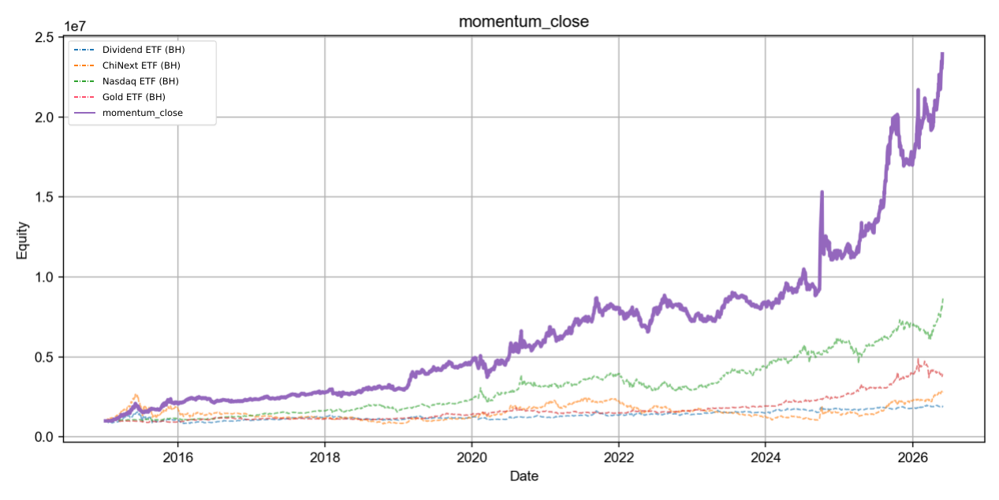 momentum_close
1e7
2.5
2.0
1.5
1.0
0.5
0.0
Equity
Dividend ETF (BH)
ChiNext ETF (BH)
Nasdaq ETF (BH)
Gold ETF (BH)
momentum_close
2016 2018 2020 2022 2024 2026
Date